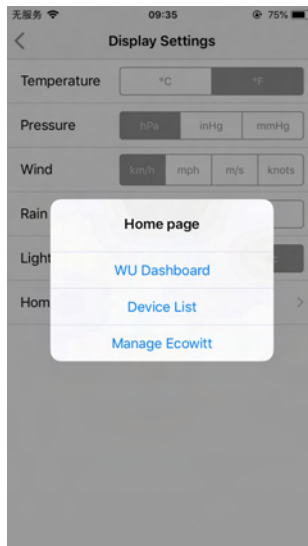 无服务 09:35 75%
Display Settings
Temperature °C °F
Pressure hPa inHg mmHg
Wind km/h mph m/s knots
Rain
Home page
Light
WU Dashboard
Hom
Device List
Manage Ecowitt